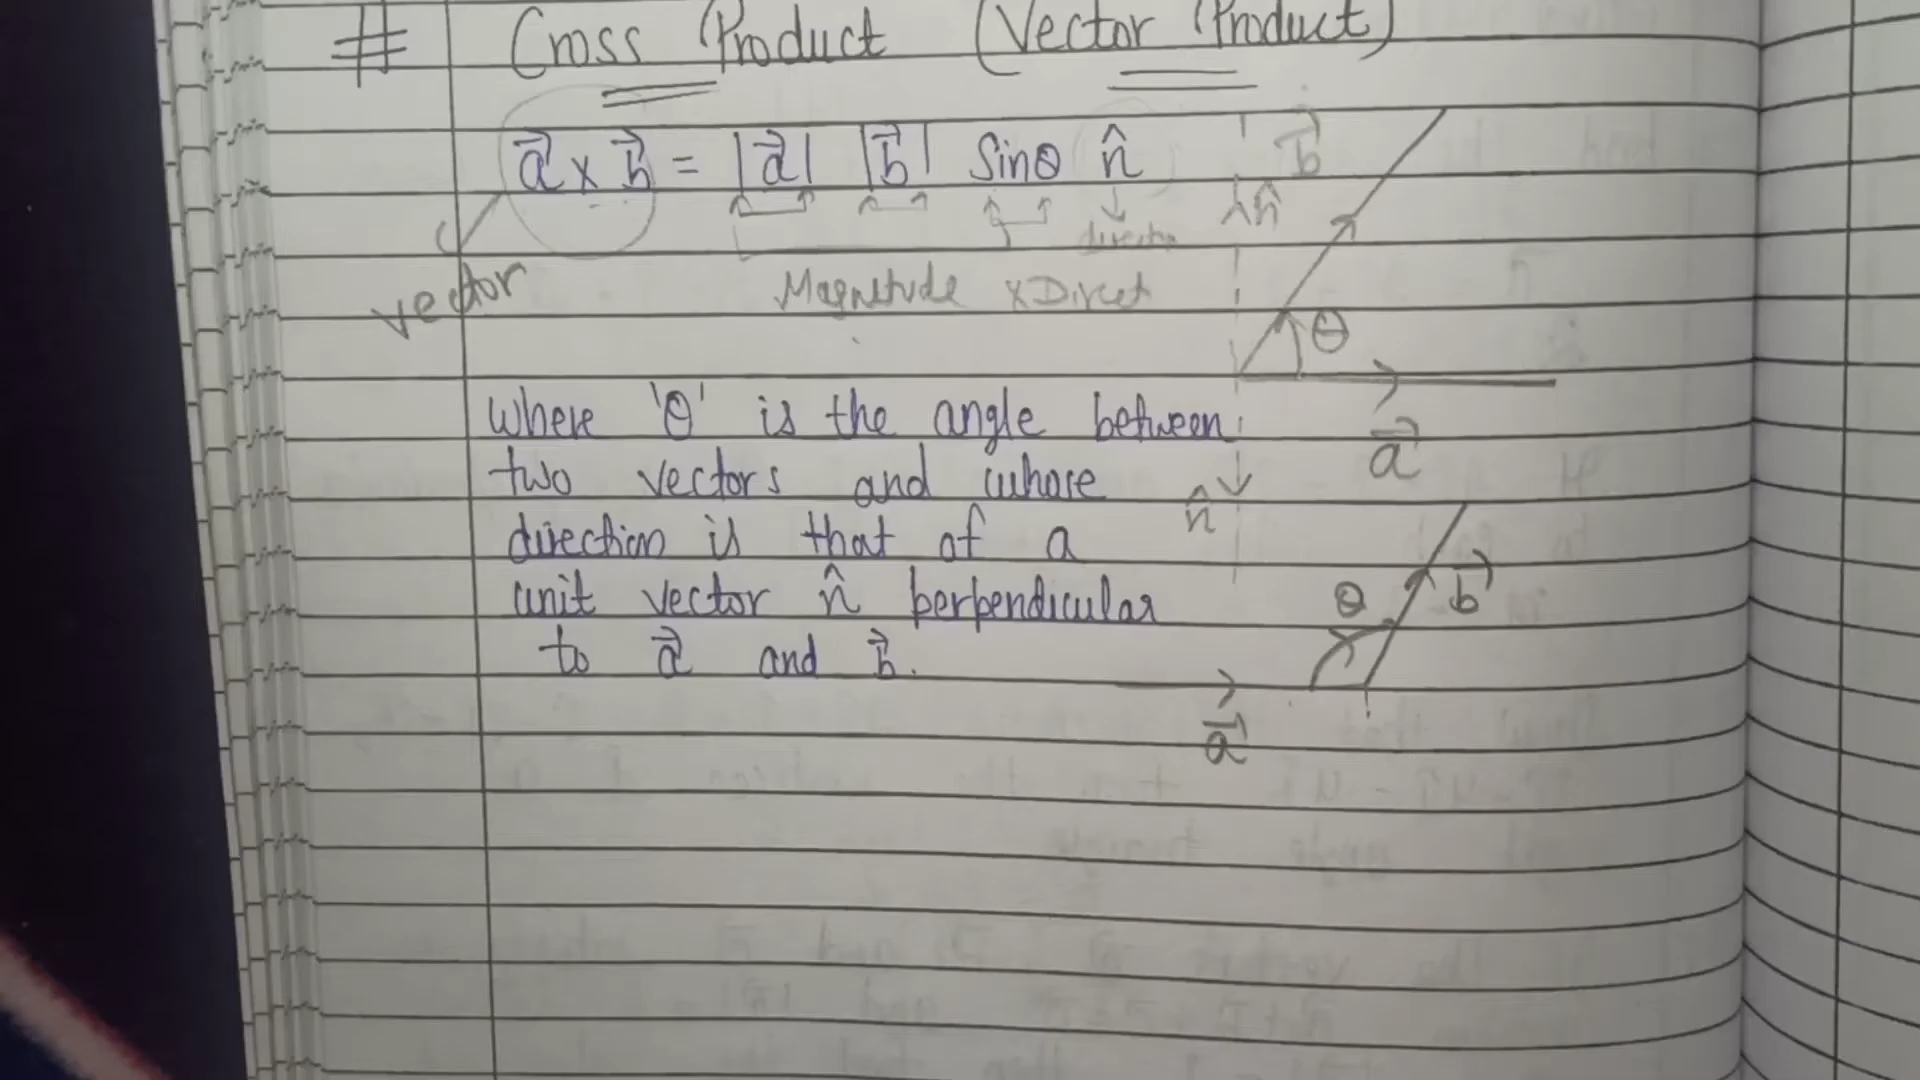 # Cross Product (Vector Product)
a⃗ x b⃗ = |a⃗| |b⃗| Sinθ n̂
b⃗
n̂
direction
vector
Magnitude x Direct
θ
where 'θ' is the angle between
a⃗
two vectors and whose
n̂
direction is that of a
unit vector n̂ perpendicular
θ
b⃗
to a⃗ and b⃗.
a⃗